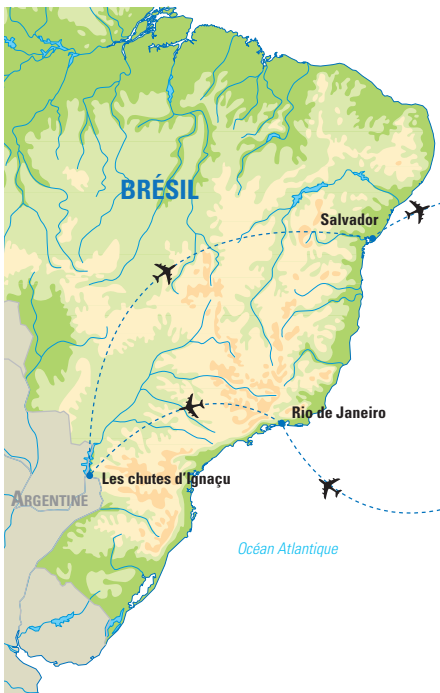 BRÉSIL
Salvador
Rio de Janeiro
Les chutes d'Ignaçu
ARGENTINE
Océan Atlantique